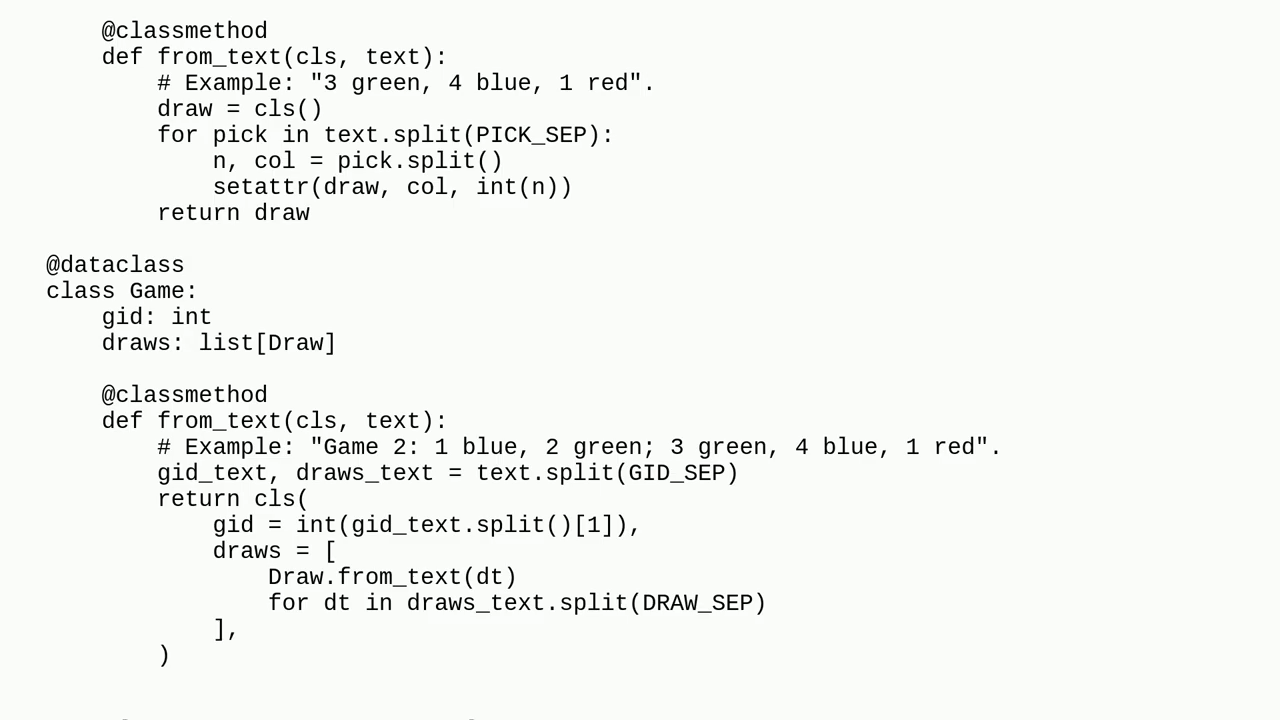 @classmethod
    def from_text(cls, text):
        # Example: "3 green, 4 blue, 1 red".
        draw = cls()
        for pick in text.split(PICK_SEP):
            n, col = pick.split()
            setattr(draw, col, int(n))
        return draw

@dataclass
class Game:
    gid: int
    draws: list[Draw]

    @classmethod
    def from_text(cls, text):
        # Example: "Game 2: 1 blue, 2 green; 3 green, 4 blue, 1 red".
        gid_text, draws_text = text.split(GID_SEP)
        return cls(
            gid = int(gid_text.split()[1]),
            draws = [
                Draw.from_text(dt)
                for dt in draws_text.split(DRAW_SEP)
            ],
        )